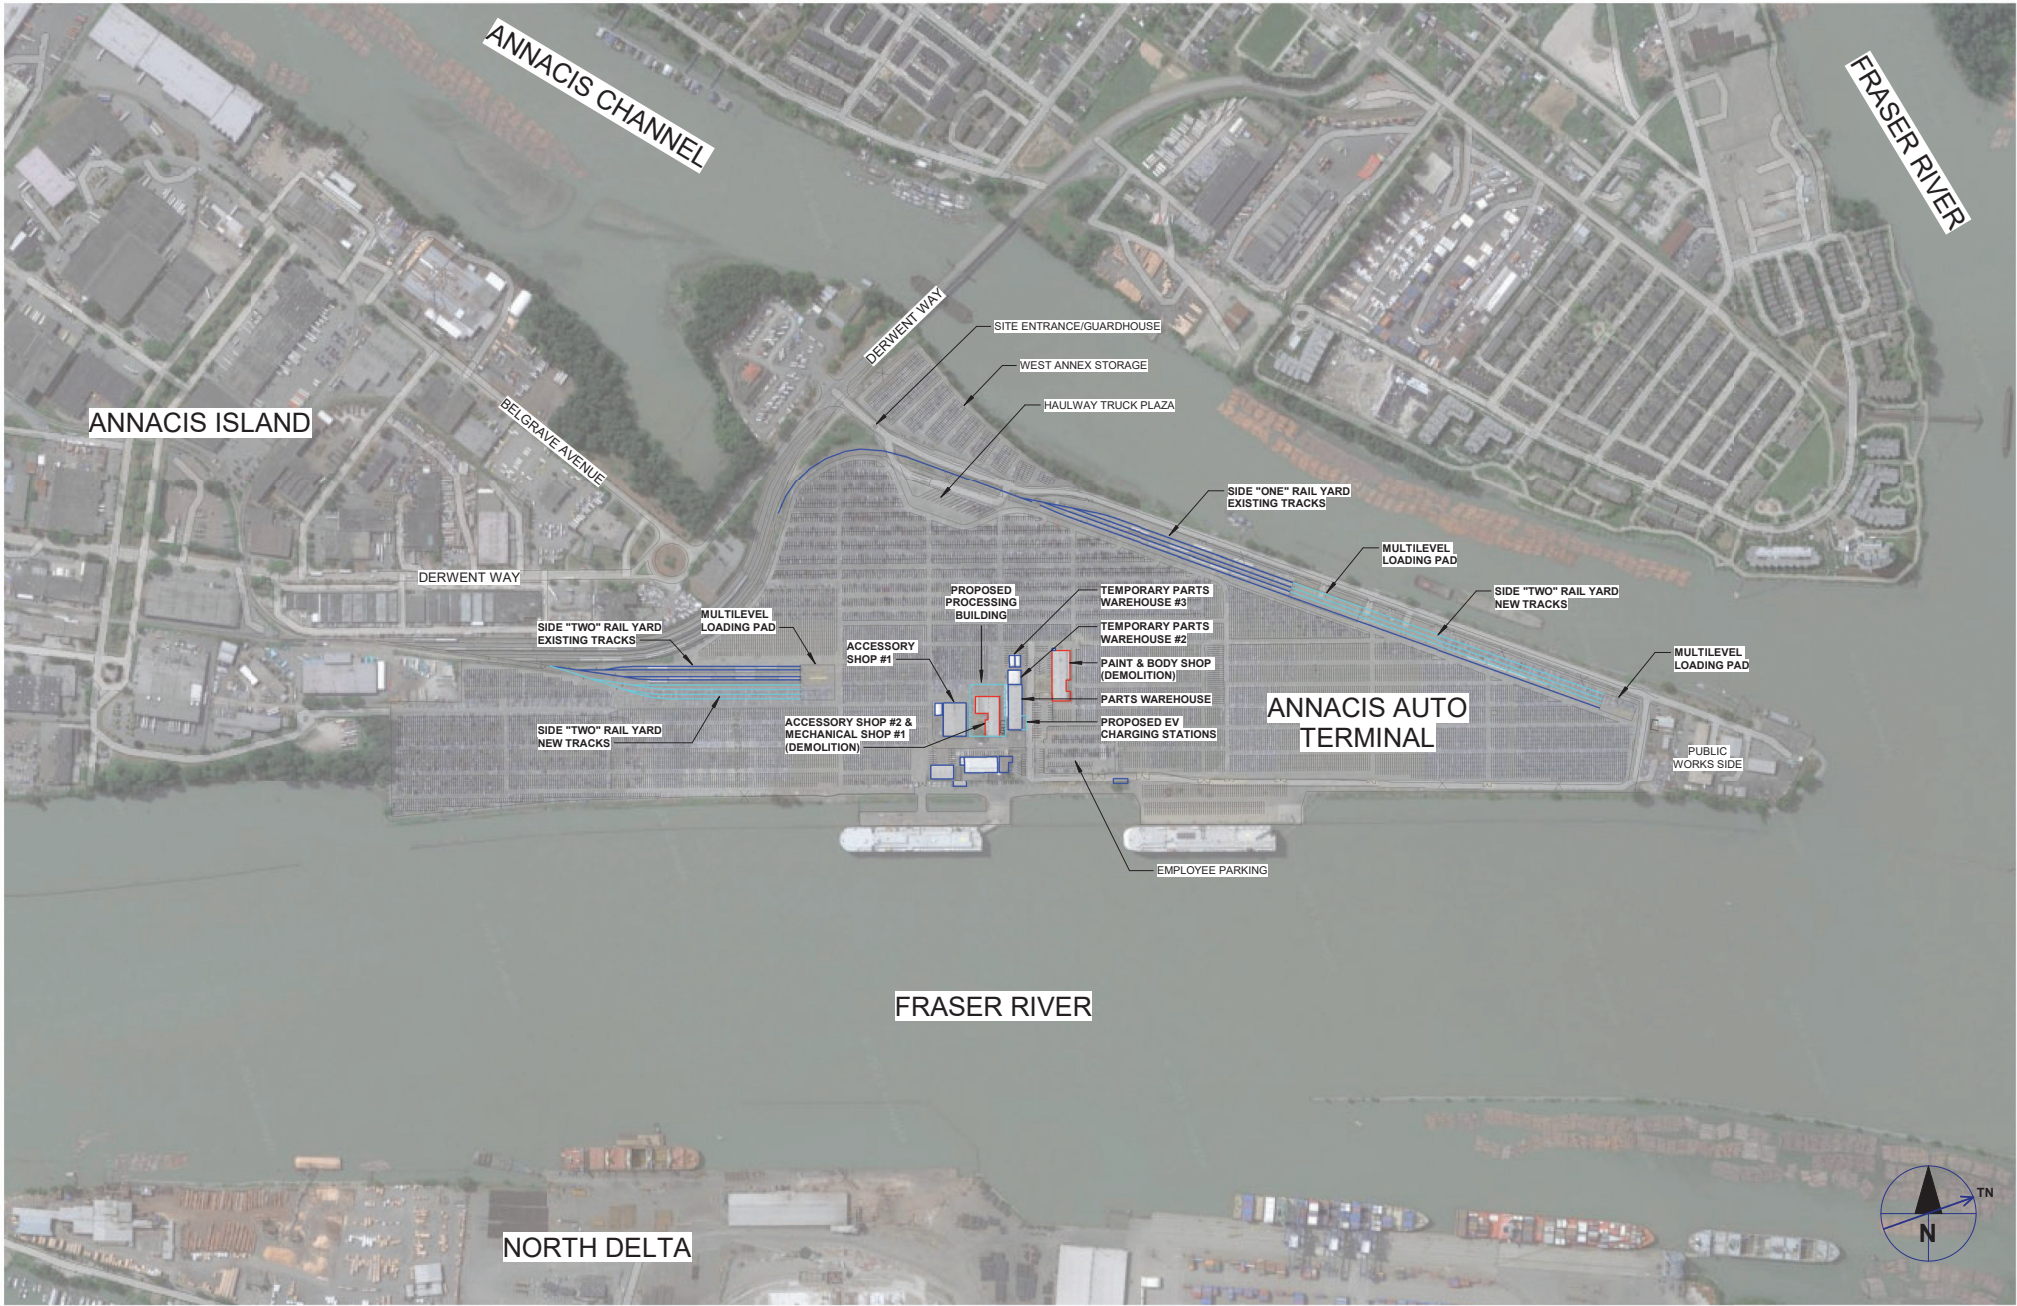 ANNACIS CHANNEL
FRASER RIVER
DERWENT WAY
SITE ENTRANCE/GUARDHOUSE
WEST ANNEX STORAGE
HAULWAY TRUCK PLAZA
ANNACIS ISLAND
BELGRAVE AVENUE
SIDE "ONE" RAIL YARD
EXISTING TRACKS
MULTILEVEL
LOADING PAD
SIDE "TWO" RAIL YARD
NEW TRACKS
DERWENT WAY
PROPOSED
PROCESSING
BUILDING
TEMPORARY PARTS
WAREHOUSE #3
MULTILEVEL
LOADING PAD
SIDE "TWO" RAIL YARD
EXISTING TRACKS
TEMPORARY PARTS
WAREHOUSE #2
ACCESSORY
SHOP #1
PAINT & BODY SHOP
(DEMOLITION)
MULTILEVEL
LOADING PAD
PARTS WAREHOUSE
ANNACIS AUTO
TERMINAL
SIDE "TWO" RAIL YARD
NEW TRACKS
ACCESSORY SHOP #2 &
MECHANICAL SHOP #1
(DEMOLITION)
PROPOSED EV
CHARGING STATIONS
PUBLIC
WORKS SIDE
EMPLOYEE PARKING
FRASER RIVER
NORTH DELTA
TN
N